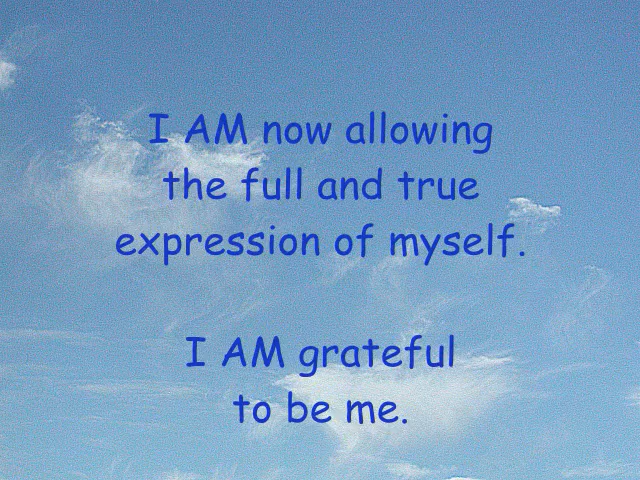 I AM now allowing
the full and true
expression of myself.
I AM grateful
to be me.